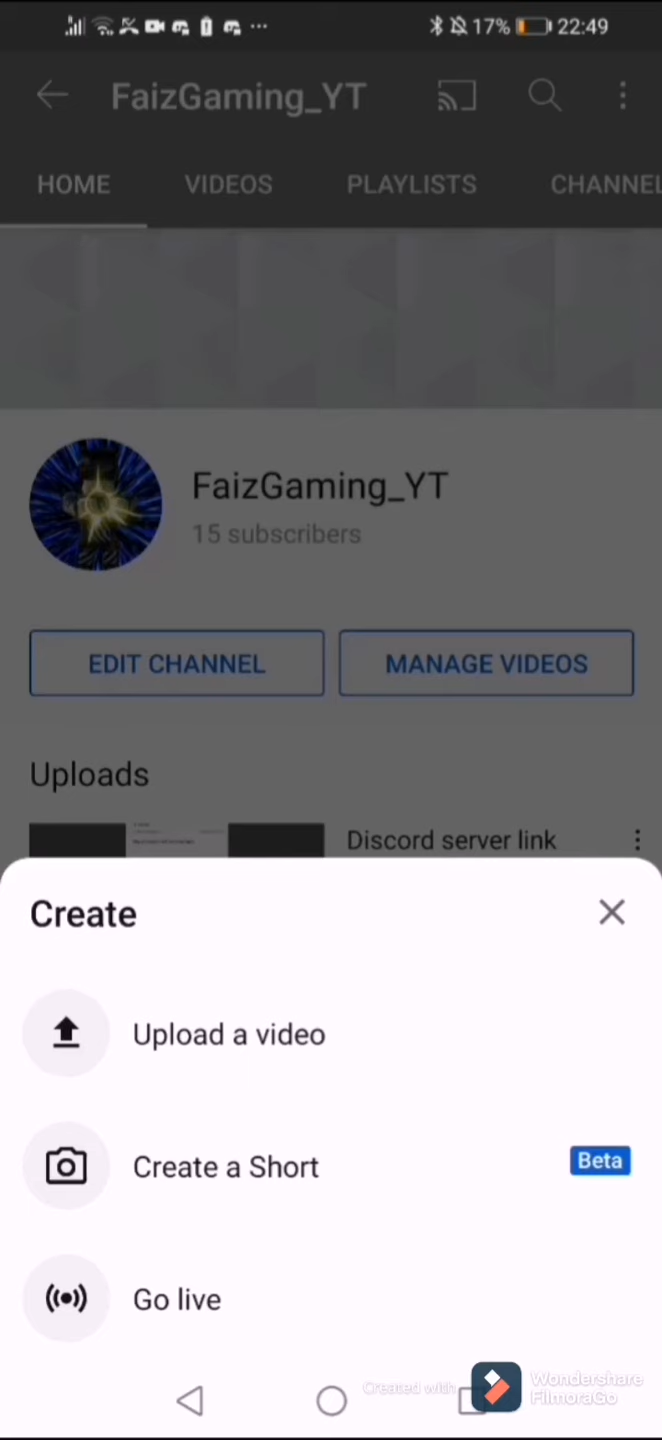 17% 22:49
FaizGaming_YT
HOME VIDEOS PLAYLISTS CHANNEL
FaizGaming_YT
15 subscribers
EDIT CHANNEL MANAGE VIDEOS
Uploads
Discord server link
Create
Upload a video
Create a Short Beta
Go live
Created with Wondershare
FilmoraGo